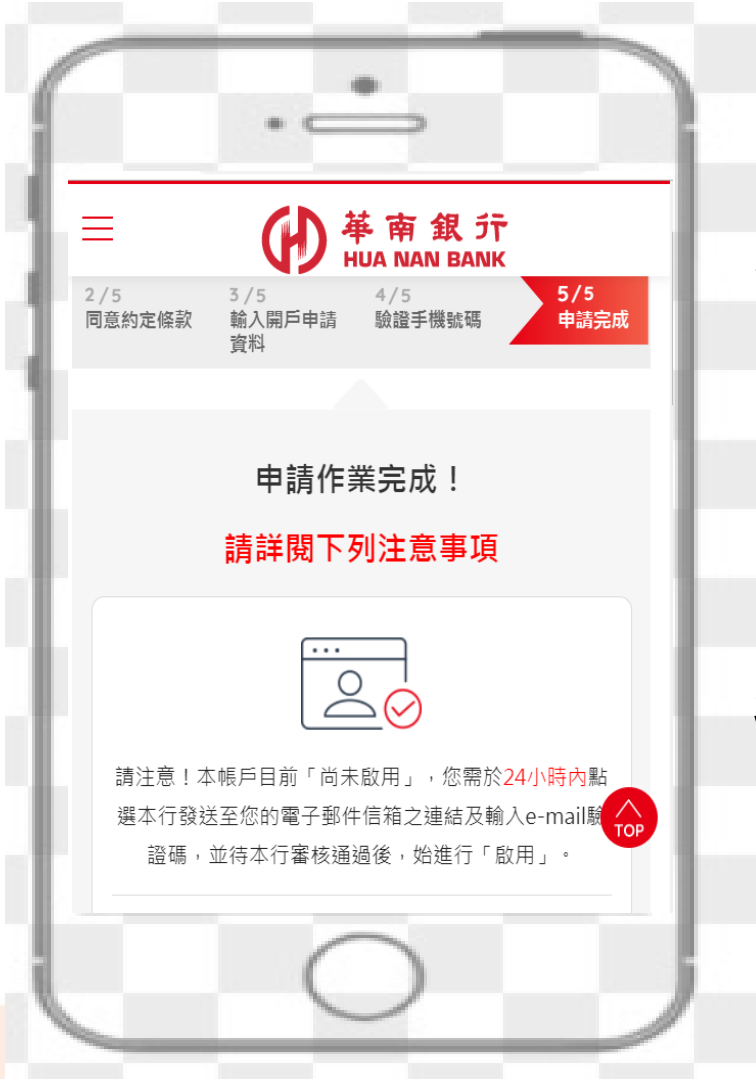 華南銀行
HUA NAN BANK
2/5
同意約定條款
3/5
輸入開戶申請
資料
4/5
驗證手機號碼
5/5
申請完成
申請作業完成！
請詳閱下列注意事項
請注意！本帳戶目前「尚未啟用」，您需於24小時內點
選本行發送至您的電子郵件信箱之連結及輸入e-mail驗
證碼，並待本行審核通過後，始進行「啟用」。
TOP